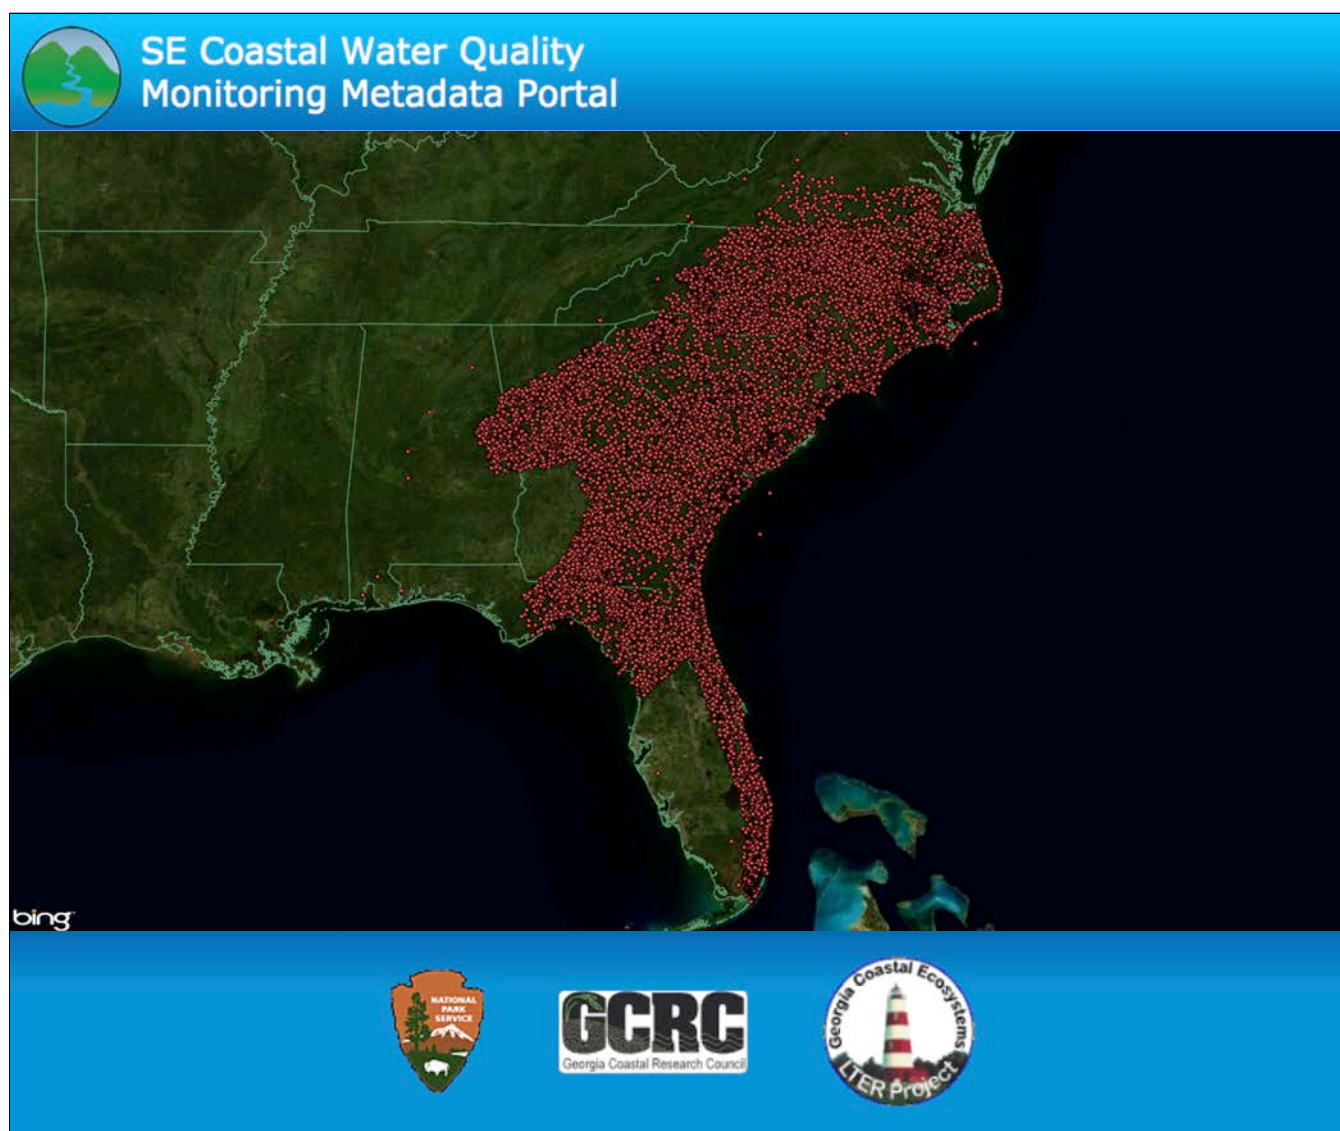 SE Coastal Water Quality
Monitoring Metadata Portal
bing
NATIONAL
PARK
SERVICE
GCRC
Georgia Coastal Research Council
Georgia Coastal Ecosystems
LTER Project